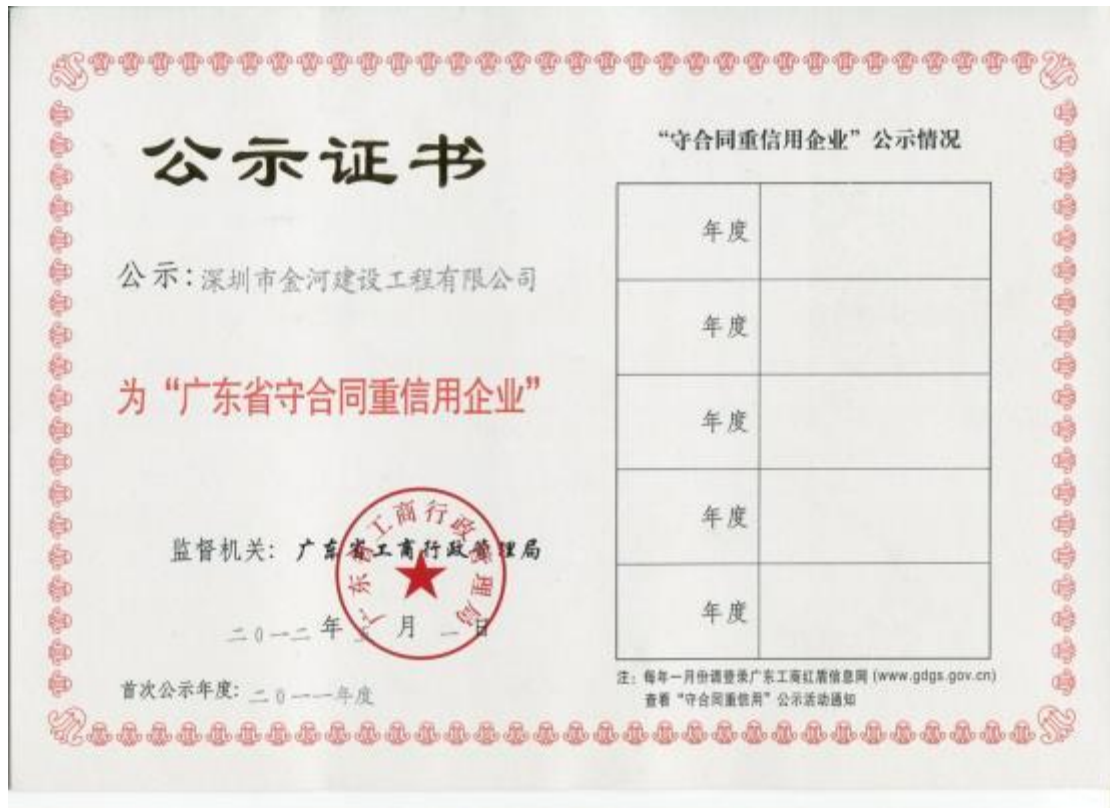 公示证书
公示：深圳市金河建设工程有限公司
为“广东省守合同重信用企业”
监督机关：广东省工商行政管理局
广东省工商行政管理局
二0一二年 月一日
首次公示年度：二0一一年度
“守合同重信用企业”公示情况
年度
年度
年度
年度
年度
注：每年一月份请登录广东工商红盾信息网 (www.gdgs.gov.cn)
查看“守合同重信用”公示活动通知